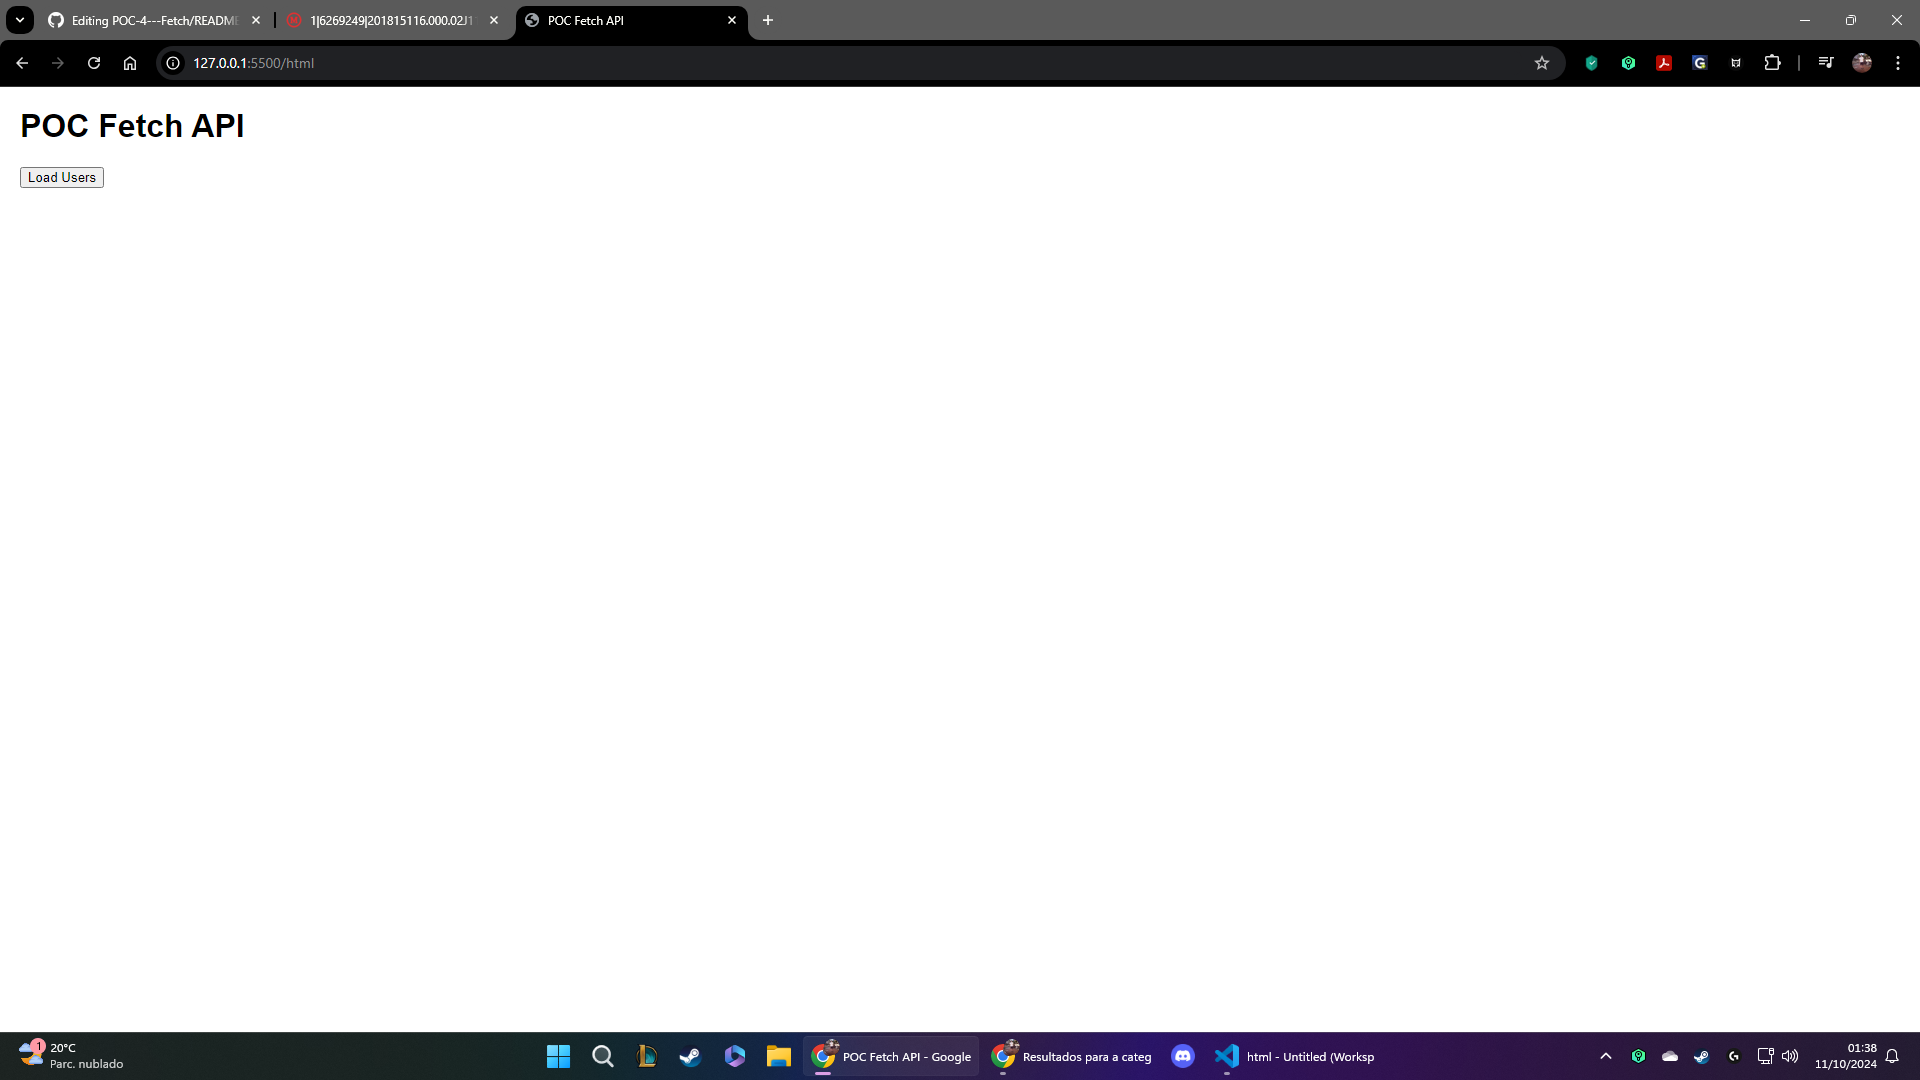 Editing POC-4---Fetch/README
1|6269249|201815116.000.02J1
POC Fetch API
127.0.0.1:5500/html
POC Fetch API
Load Users
1
20°C
Parc. nublado
POC Fetch API - Google
Resultados para a categ
html - Untitled (Worksp
01:38
11/10/2024